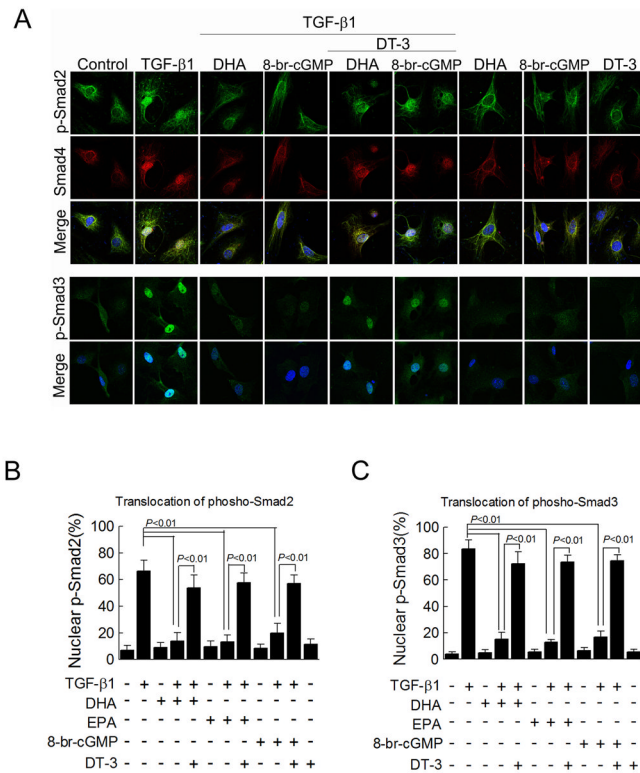 A
TGF-β1
DT-3
Control TGF-β1 DHA 8-br-cGMP DHA 8-br-cGMP DHA 8-br-cGMP DT-3
p-Smad2
Smad4
Merge
p-Smad3
Merge
B
Translocation of phosho-Smad2
Nuclear p-Smad2(%)
100
80
60
40
20
0
P<0.01
P<0.01
P<0.01
P<0.01
TGF-β1 - + - + + - + + - + + -
DHA - - + + + - - - - - - -
EPA - - - - - + + + - - - -
8-br-cGMP - - - - - - - - + + + -
DT-3 - - - - + - - + - - + +
C
Translocation of phosho-Smad3
Nuclear p-Smad3(%)
100
80
60
40
20
0
P<0.01
P<0.01
P<0.01
P<0.01
TGF-β1 - + - + + - + + - + + -
DHA - - + + + - - - - - - -
EPA - - - - - + + + - - - -
8-br-cGMP - - - - - - - - + + + -
DT-3 - - - - + - - + - - + +